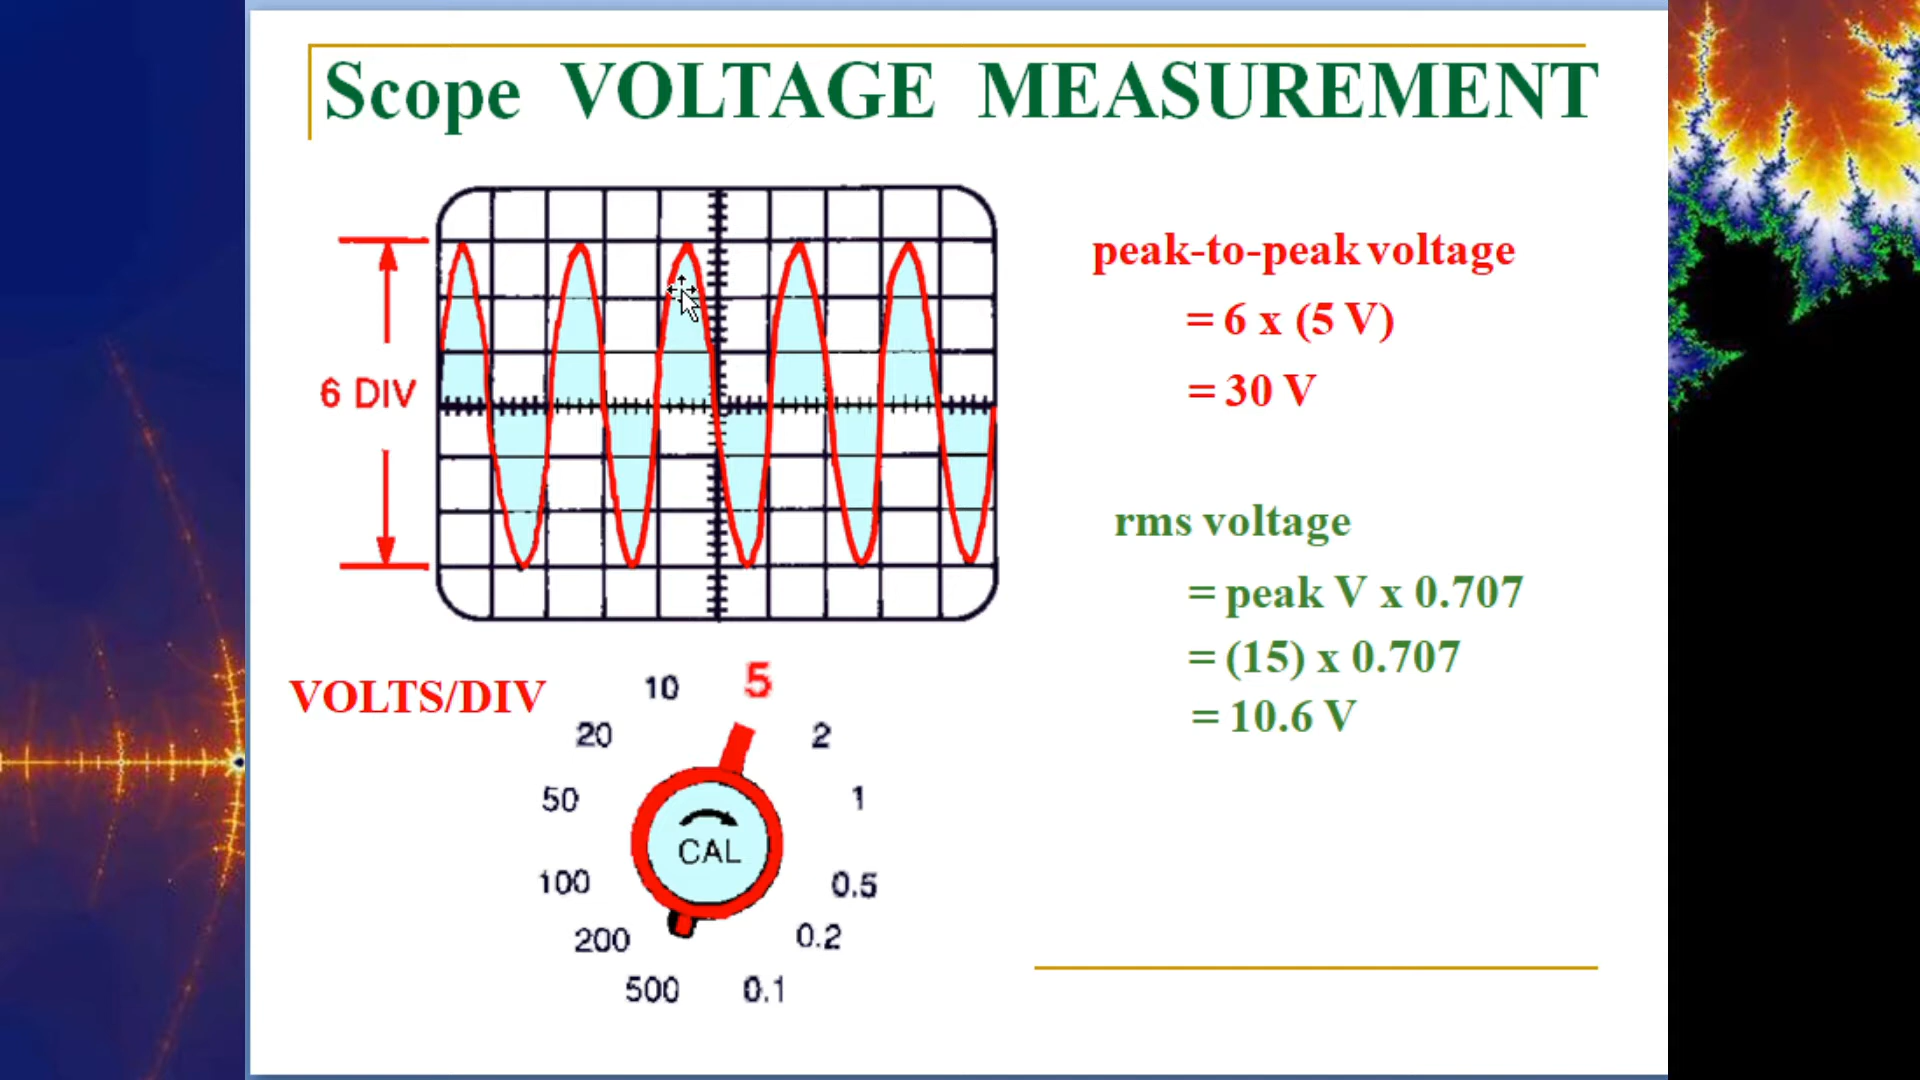 Scope VOLTAGE MEASUREMENT
6 DIV
peak-to-peak voltage
= 6 x (5 V)
= 30 V
rms voltage
= peak V x 0.707
= (15) x 0.707
= 10.6 V
VOLTS/DIV
10
5
20
2
50
1
CAL
100
0.5
200
0.2
500
0.1